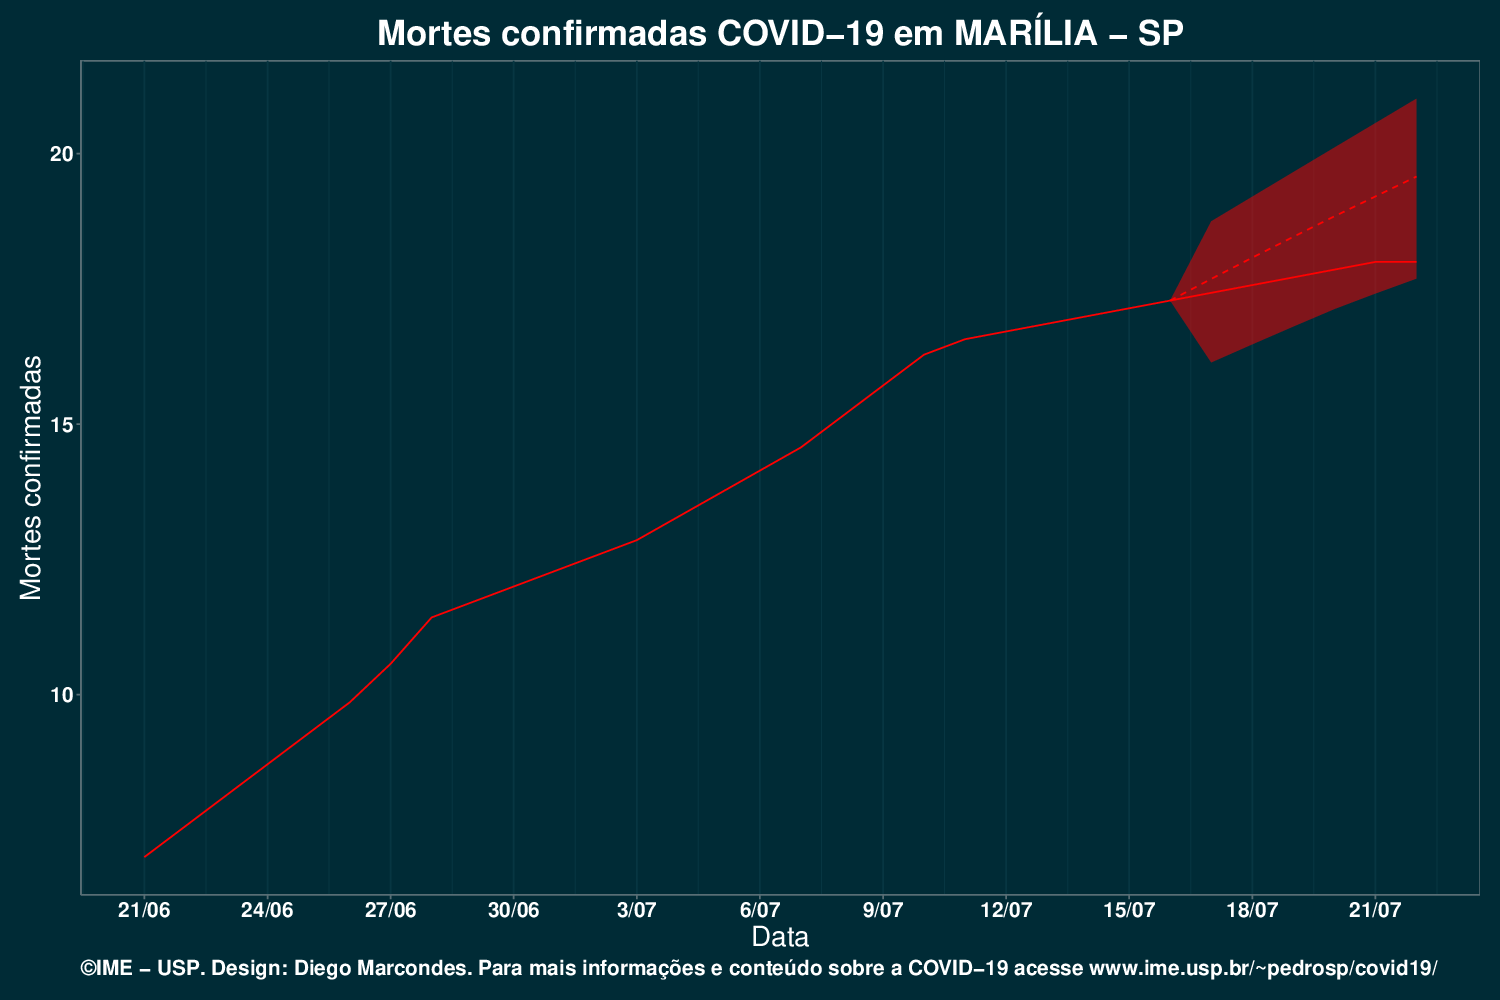 Mortes confirmadas COVID−19 em MARÍLIA − SP
Mortes confirmadas
20
15
10
21/06 24/06 27/06 30/06 3/07 6/07 9/07 12/07 15/07 18/07 21/07
Data
©IME − USP. Design: Diego Marcondes. Para mais informações e conteúdo sobre a COVID−19 acesse www.ime.usp.br/~pedrosp/covid19/